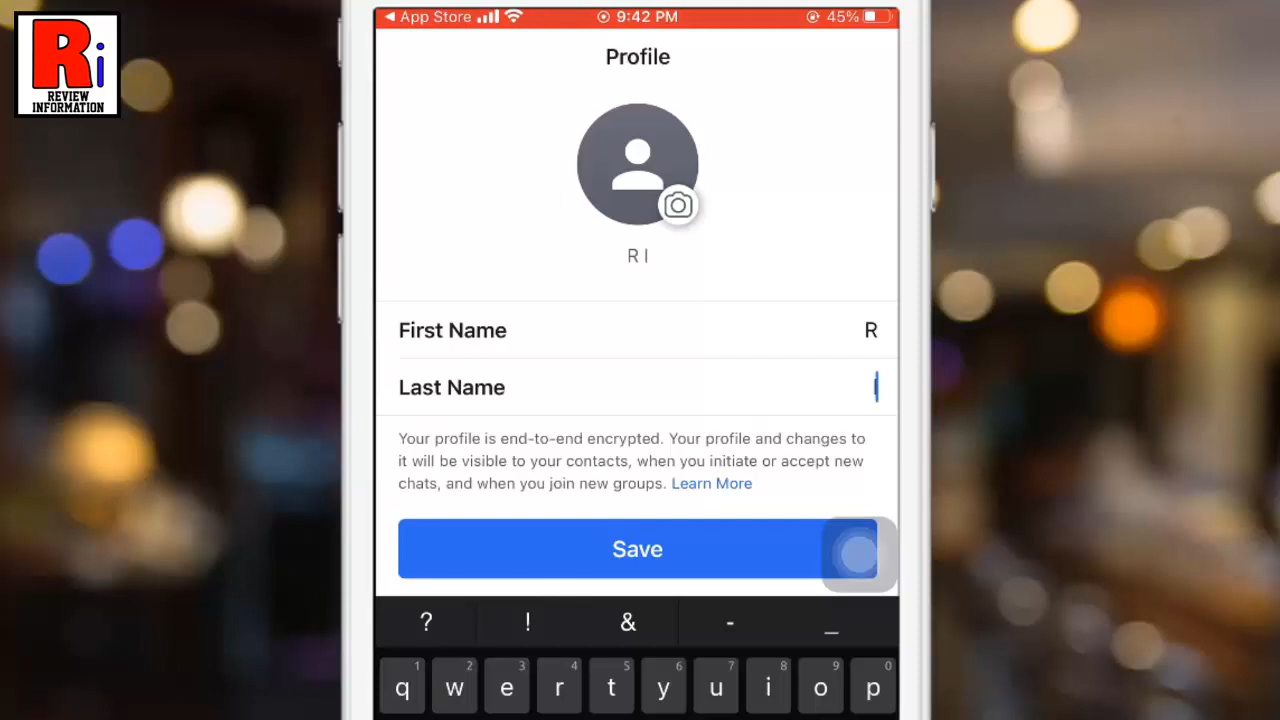 Ri
REVIEW
INFORMATION
App Store 9:42 PM 45%
Profile
R I
First Name R
Last Name I
Your profile is end-to-end encrypted. Your profile and changes to
it will be visible to your contacts, when you initiate or accept new
chats, and when you join new groups. Learn More
Save
? ! & - _
1 2 3 4 5 6 7 8 9 0
q w e r t y u i o p